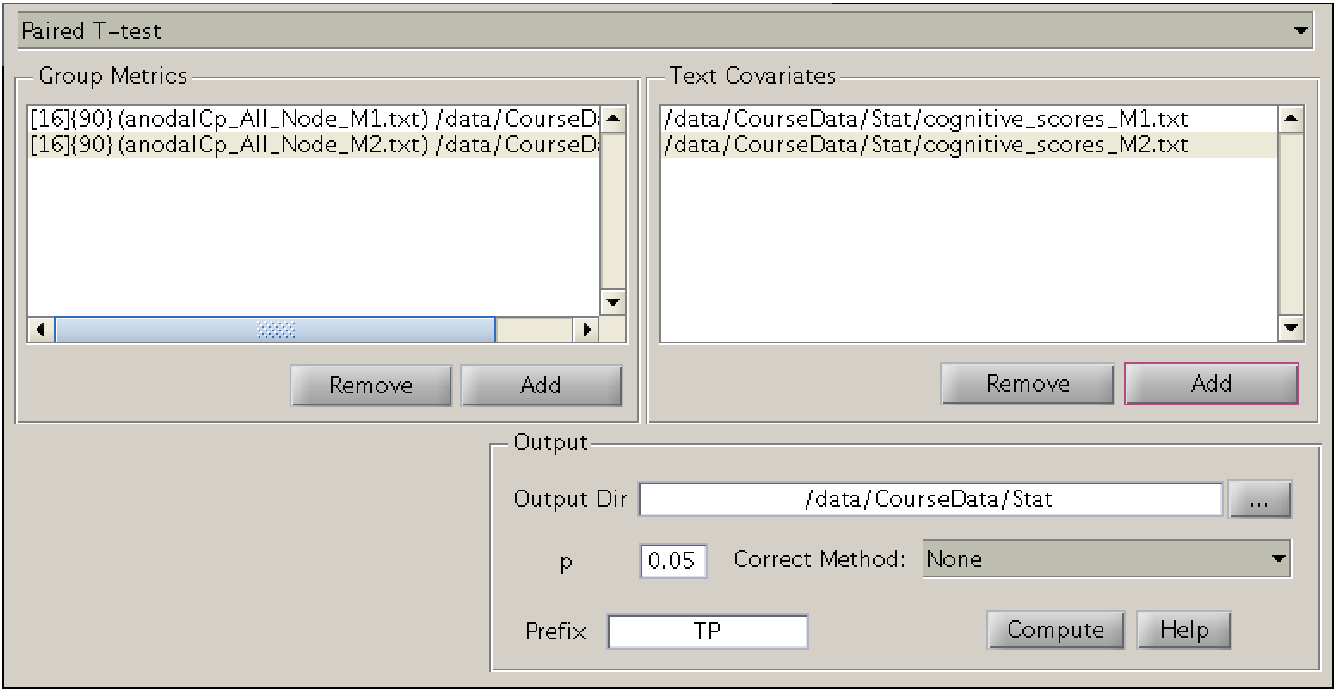 Paired T-test
Group Metrics
[16]{90}(anodalCp_All_Node_M1.txt) /data/CourseD
[16]{90}(anodalCp_All_Node_M2.txt) /data/CourseD
Remove
Add
Text Covariates
/data/CourseData/Stat/cognitive_scores_M1.txt
/data/CourseData/Stat/cognitive_scores_M2.txt
Remove
Add
Output
Output Dir /data/CourseData/Stat ...
p 0.05 Correct Method: None
Prefix TP Compute Help